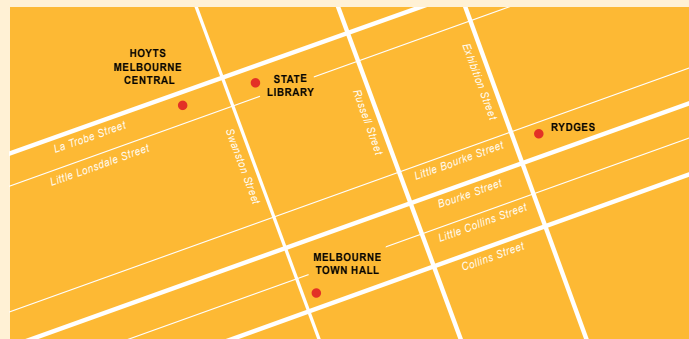 HOYTS
MELBOURNE
CENTRAL
STATE
LIBRARY
RYDGES
La Trobe Street
Little Lonsdale Street
Swanston Street
Russell Street
Exhibition Street
Little Bourke Street
Bourke Street
Little Collins Street
Collins Street
MELBOURNE
TOWN HALL